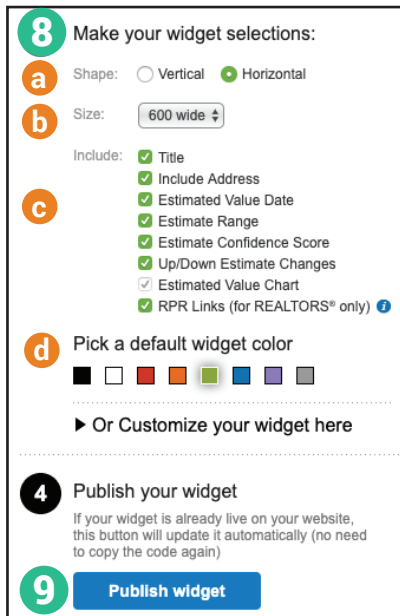 8 Make your widget selections:
a Shape: Vertical Horizontal
b Size: 600 wide
c Include: Title
Include Address
Estimated Value Date
Estimate Range
Estimate Confidence Score
Up/Down Estimate Changes
Estimated Value Chart
RPR Links (for REALTORS® only) i
d Pick a default widget color
Or Customize your widget here
4 Publish your widget
If your widget is already live on your website,
this button will update it automatically (no need
to copy the code again)
9 Publish widget